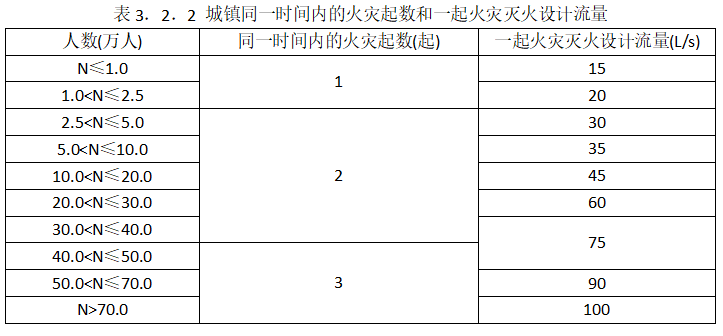 表 3．2．2 城镇同一时间内的火灾起数和一起火灾灭火设计流量
人数(万人) 同一时间内的火灾起数(起) 一起火灾灭火设计流量(L/s)
N≤1.0 1 15
1.0<N≤2.5 20
2.5<N≤5.0 2 30
5.0<N≤10.0 35
10.0<N≤20.0 45
20.0<N≤30.0 60
30.0<N≤40.0 75
40.0<N≤50.0 3
50.0<N≤70.0 90
N>70.0 100